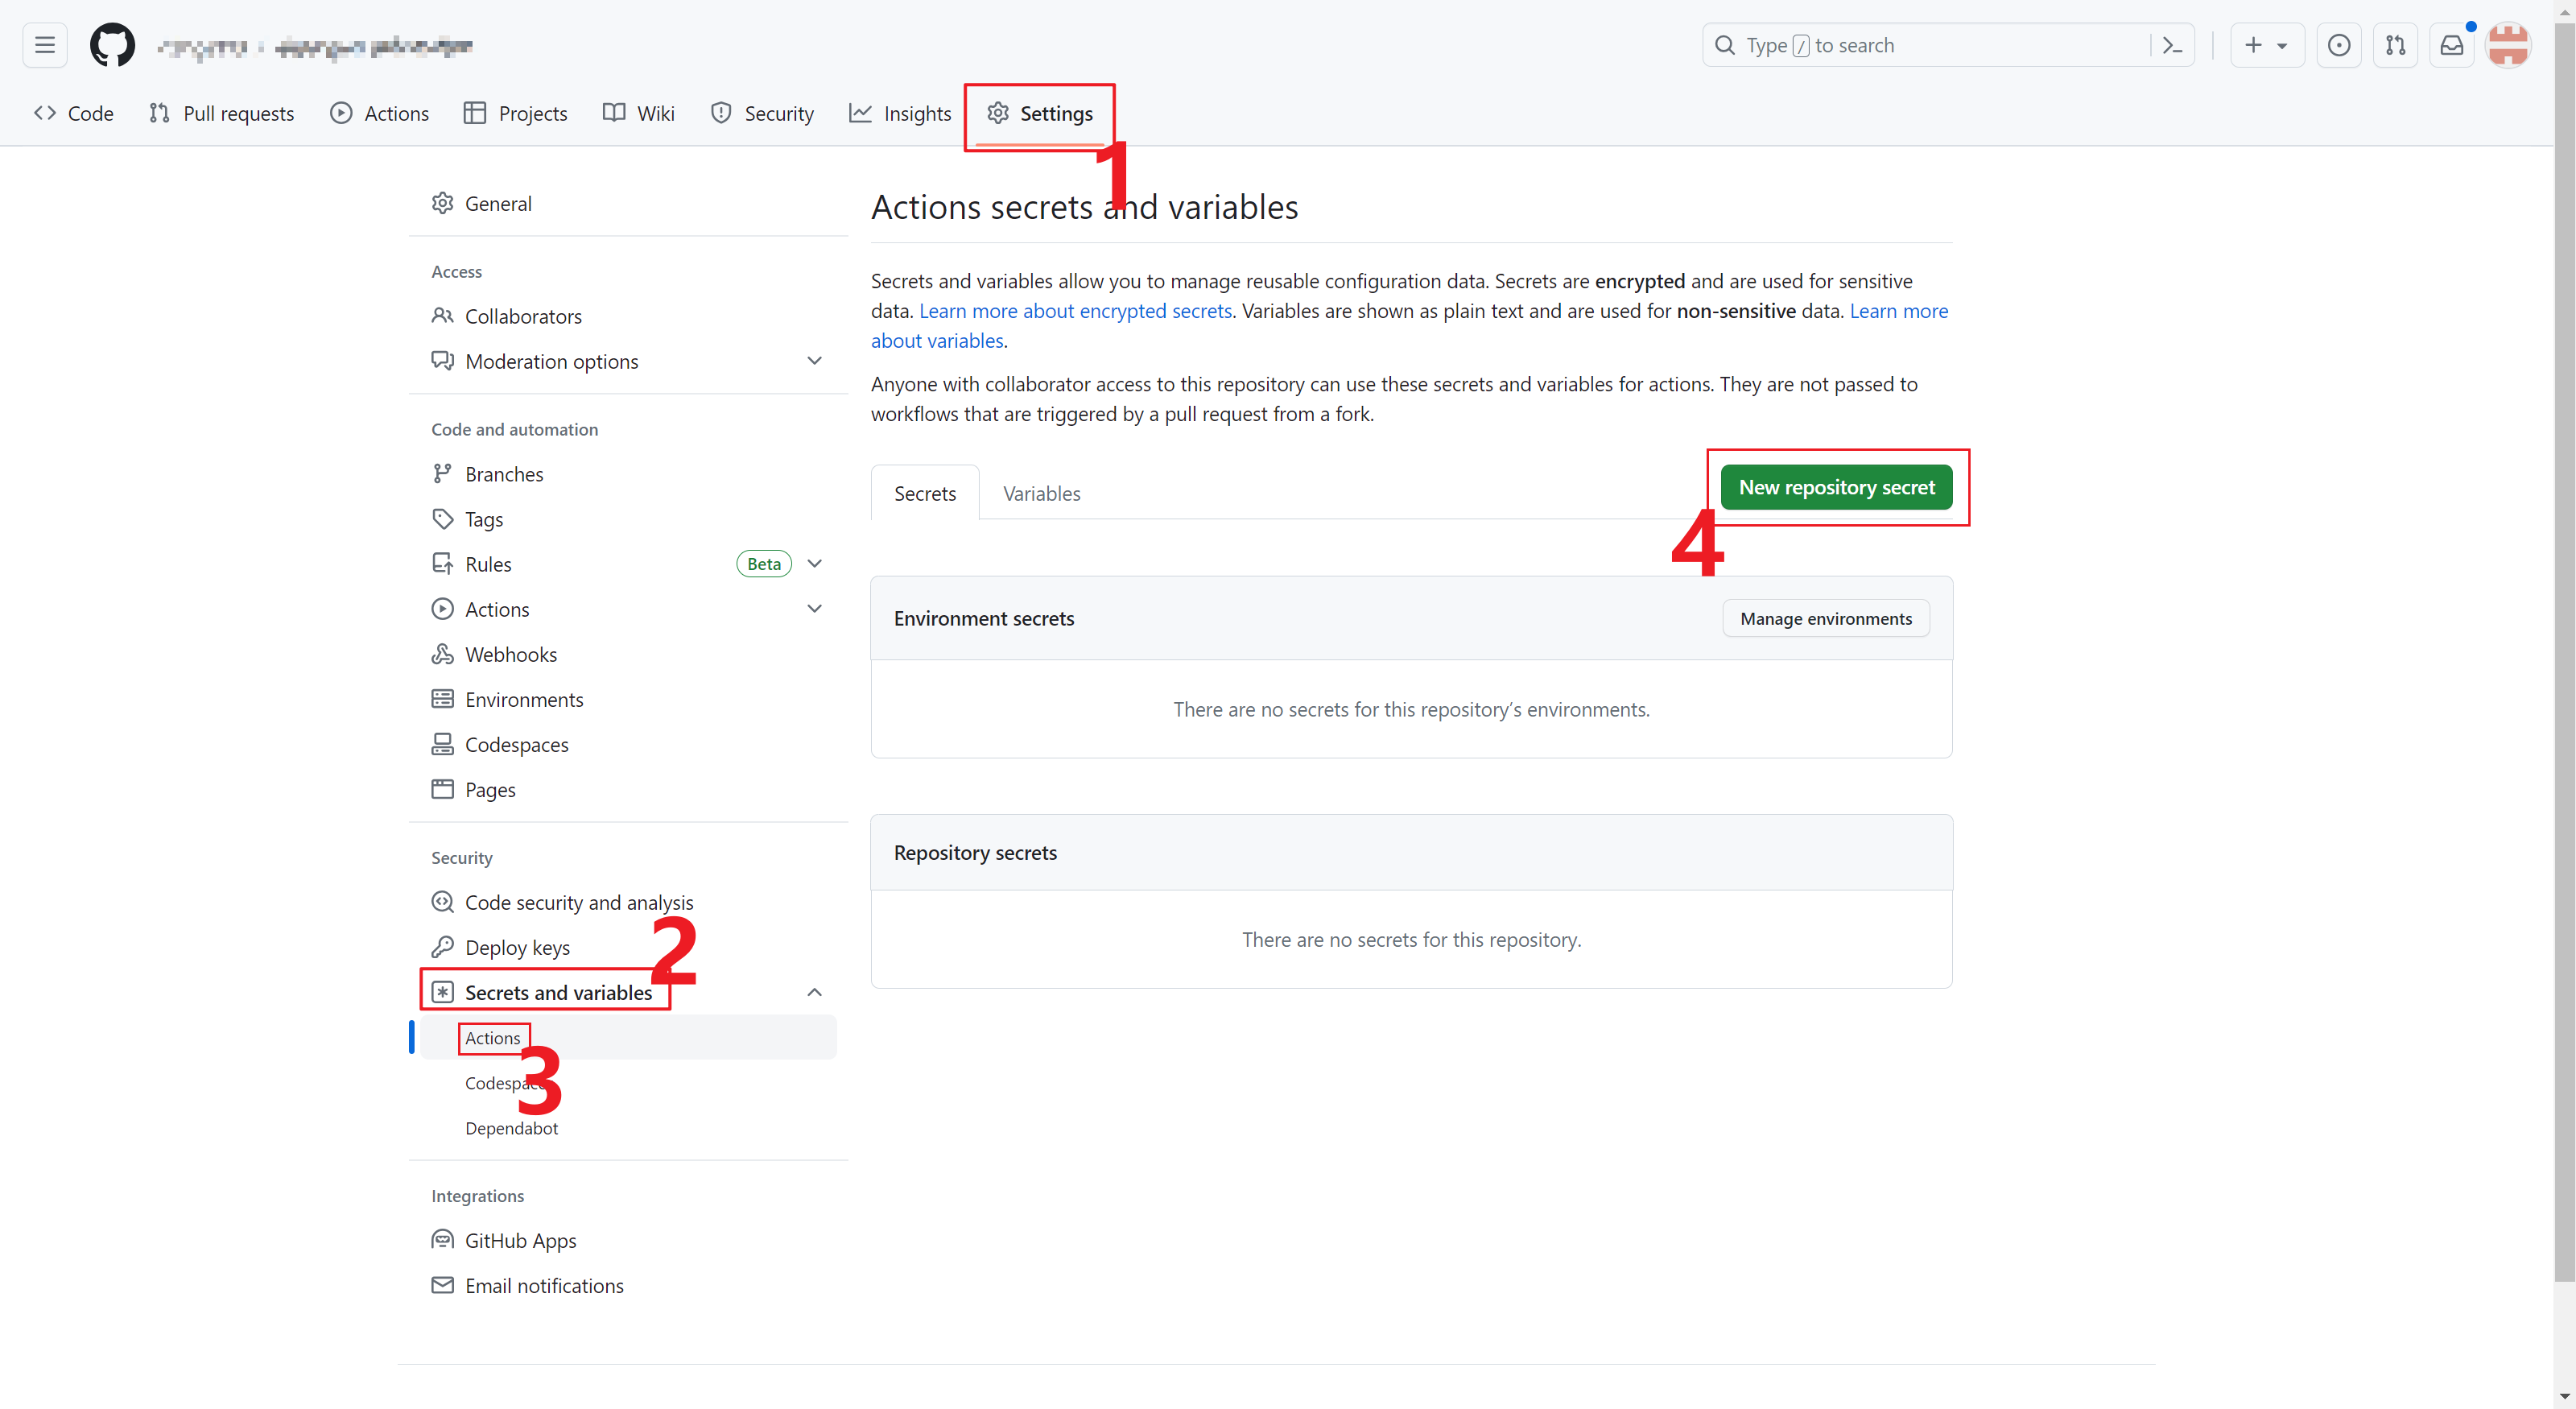 Type / to search
Code
Pull requests
Actions
Projects
Wiki
Security
Insights
Settings
1
General
Access
Collaborators
Moderation options
Code and automation
Branches
Tags
Rules
Beta
Actions
Webhooks
Environments
Codespaces
Pages
Security
Code security and analysis
Deploy keys
2
Secrets and variables
Actions
3
Dependabot
Integrations
GitHub Apps
Email notifications
Actions secrets and variables
Secrets and variables allow you to manage reusable configuration data. Secrets are encrypted and are used for sensitive
data. Learn more about encrypted secrets. Variables are shown as plain text and are used for non-sensitive data. Learn more
about variables.
Anyone with collaborator access to this repository can use these secrets and variables for actions. They are not passed to
workflows that are triggered by a pull request from a fork.
Secrets
Variables
New repository secret
4
Environment secrets
Manage environments
There are no secrets for this repository's environments.
Repository secrets
There are no secrets for this repository.